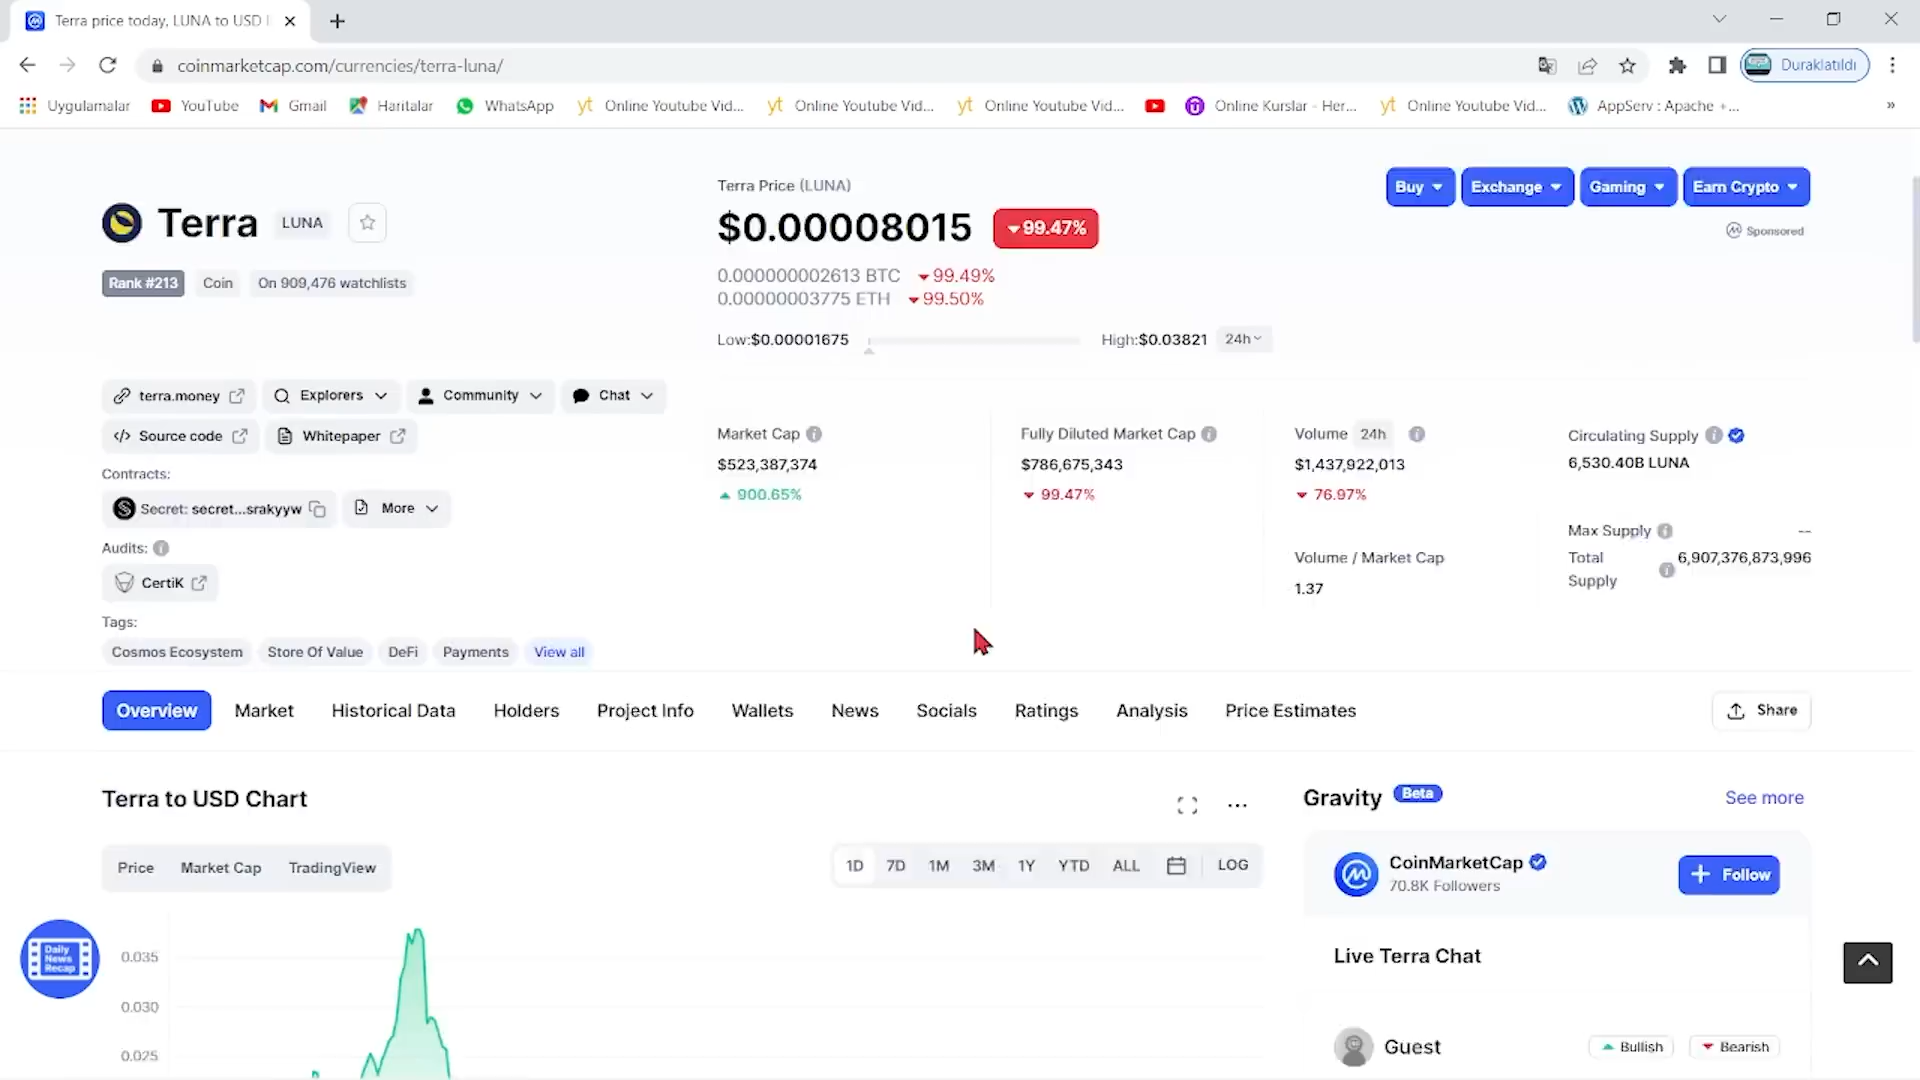 Terra price today, LUNA to USD l
coinmarketcap.com/currencies/terra-luna/
Duraklatıldı
Uygulamalar YouTube Gmail Haritalar WhatsApp Online Youtube Vid... Online Youtube Vid... Online Youtube Vid... Online Kurslar - Her... Online Youtube Vid... AppServ : Apache +... »
Terra LUNA
Rank #213 Coin On 909,476 watchlists
Terra Price (LUNA)
$0.00008015 99.47%
0.000000002613 BTC 99.49%
0.00000003775 ETH 99.50%
Low:$0.00001675 High:$0.03821 24h
Buy Exchange Gaming Earn Crypto
Sponsored
terra.money Explorers Community Chat
Source code Whitepaper
Contracts:
Secret: secret...srakyyw More
Audits:
CertiK
Tags:
Cosmos Ecosystem Store Of Value DeFi Payments View all
Market Cap
$523,387,374
900.65%
Fully Diluted Market Cap
$786,675,343
99.47%
Volume 24h
$1,437,922,013
76.97%
Volume / Market Cap
1.37
Circulating Supply
6,530.40B LUNA
Max Supply --
Total Supply 6,907,376,873,996
Overview Market Historical Data Holders Project Info Wallets News Socials Ratings Analysis Price Estimates Share
Terra to USD Chart
Price Market Cap TradingView
1D 7D 1M 3M 1Y YTD ALL LOG
0.035
0.030
0.025
Daily
News
Recap
Gravity Beta See more
CoinMarketCap
70.8K Followers
Follow
Live Terra Chat
Guest Bullish Bearish